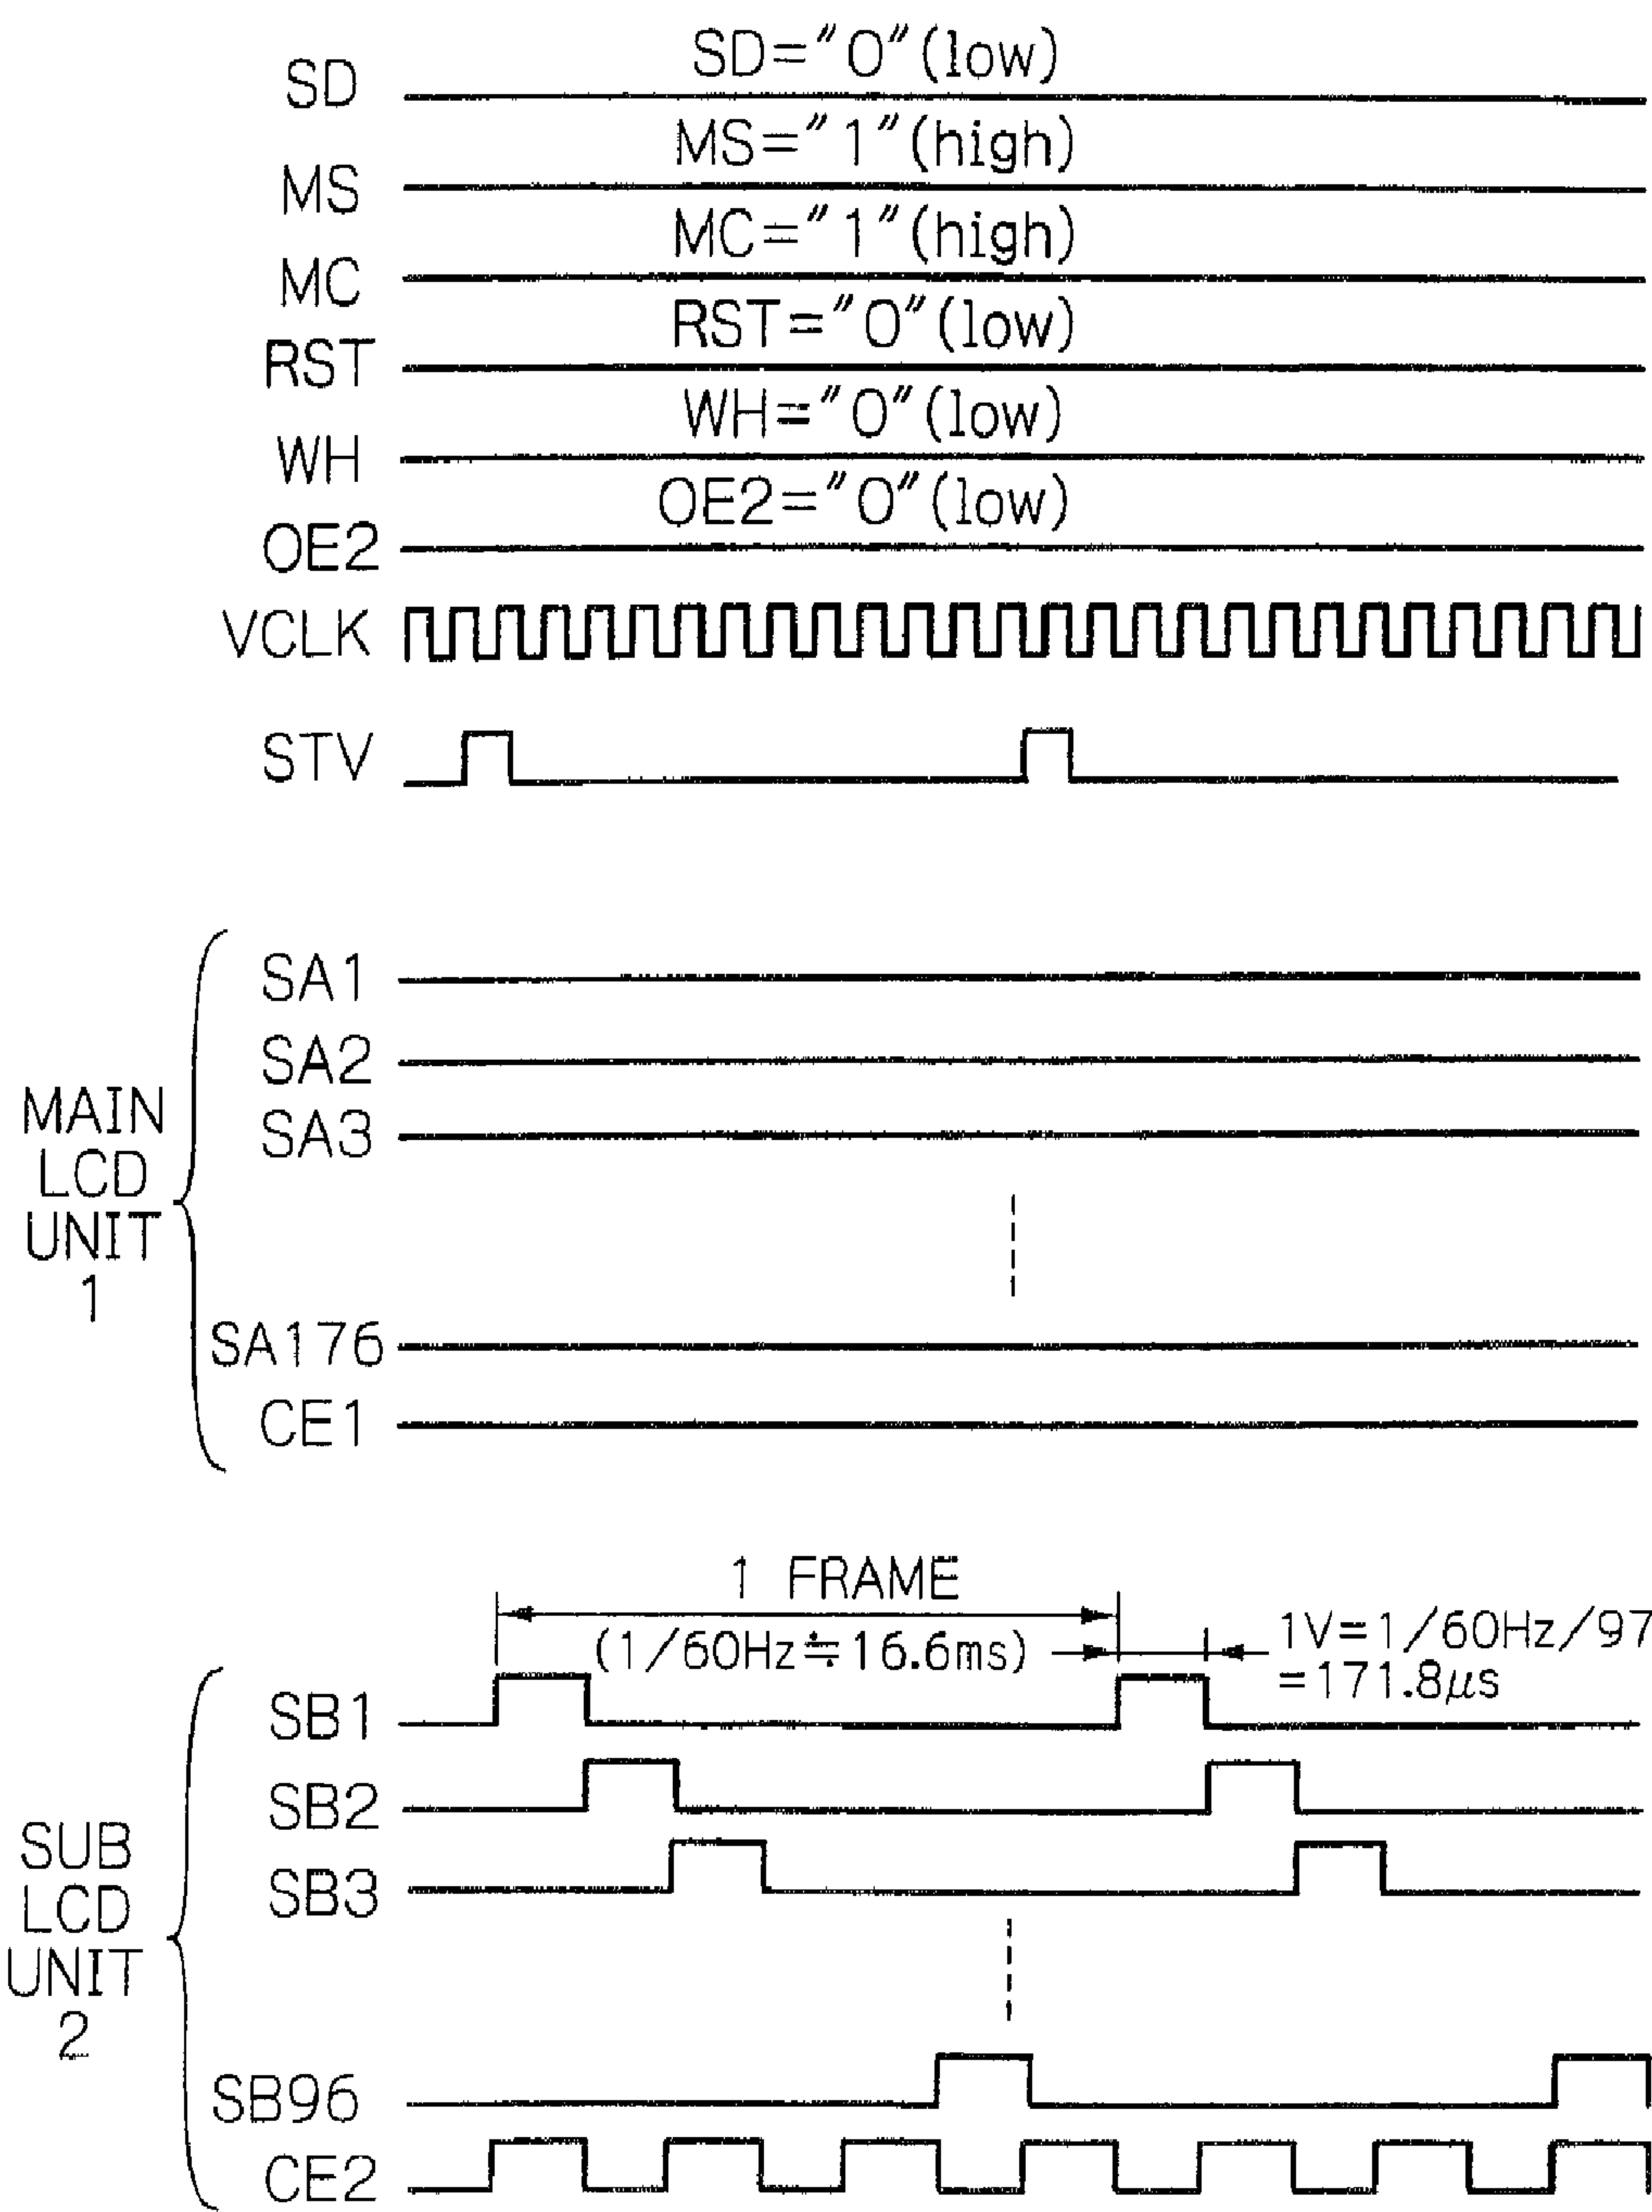 SD="0"(low)
SD
MS="1"(high)
MS
MC="1"(high)
MC
RST="0"(low)
RST
WH="0"(low)
WH
OE2="0"(low)
OE2
VCLK
STV
MAIN
LCD
UNIT
1
SA1
SA2
SA3
SA176
CE1
1 FRAME
(1/60Hz≒16.6ms)
1V=1/60Hz/97
=171.8μs
SUB
LCD
UNIT
2
SB1
SB2
SB3
SB96
CE2